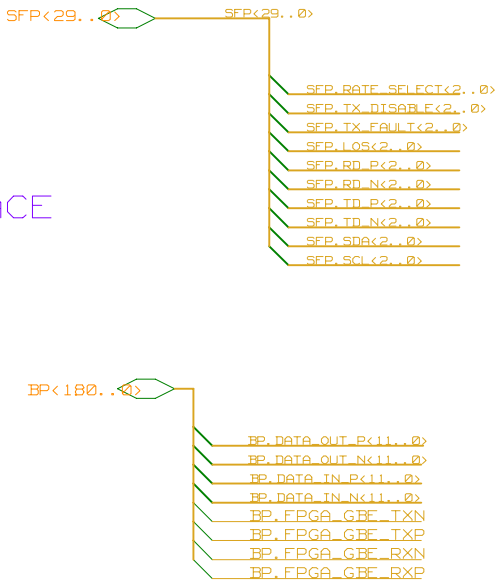 SFP<29..0>
SFP<29..0>
SFP.RATE_SELECT<2..0>
SFP.TX_DISABLE<2..0>
SFP.TX_FAULT<2..0>
SFP.LOS<2..0>
SFP.RD_P<2..0>
SFP.RD_N<2..0>
SFP.TD_P<2..0>
SFP.TD_N<2..0>
SFP.SDA<2..0>
SFP.SCL<2..0>
CE
BP<180..0>
BP.DATA_OUT_P<11..0>
BP.DATA_OUT_N<11..0>
BP.DATA_IN_P<11..0>
BP.DATA_IN_N<11..0>
BP.FPGA_GBE_TXN
BP.FPGA_GBE_TXP
BP.FPGA_GBE_RXN
BP.FPGA_GBE_RXP